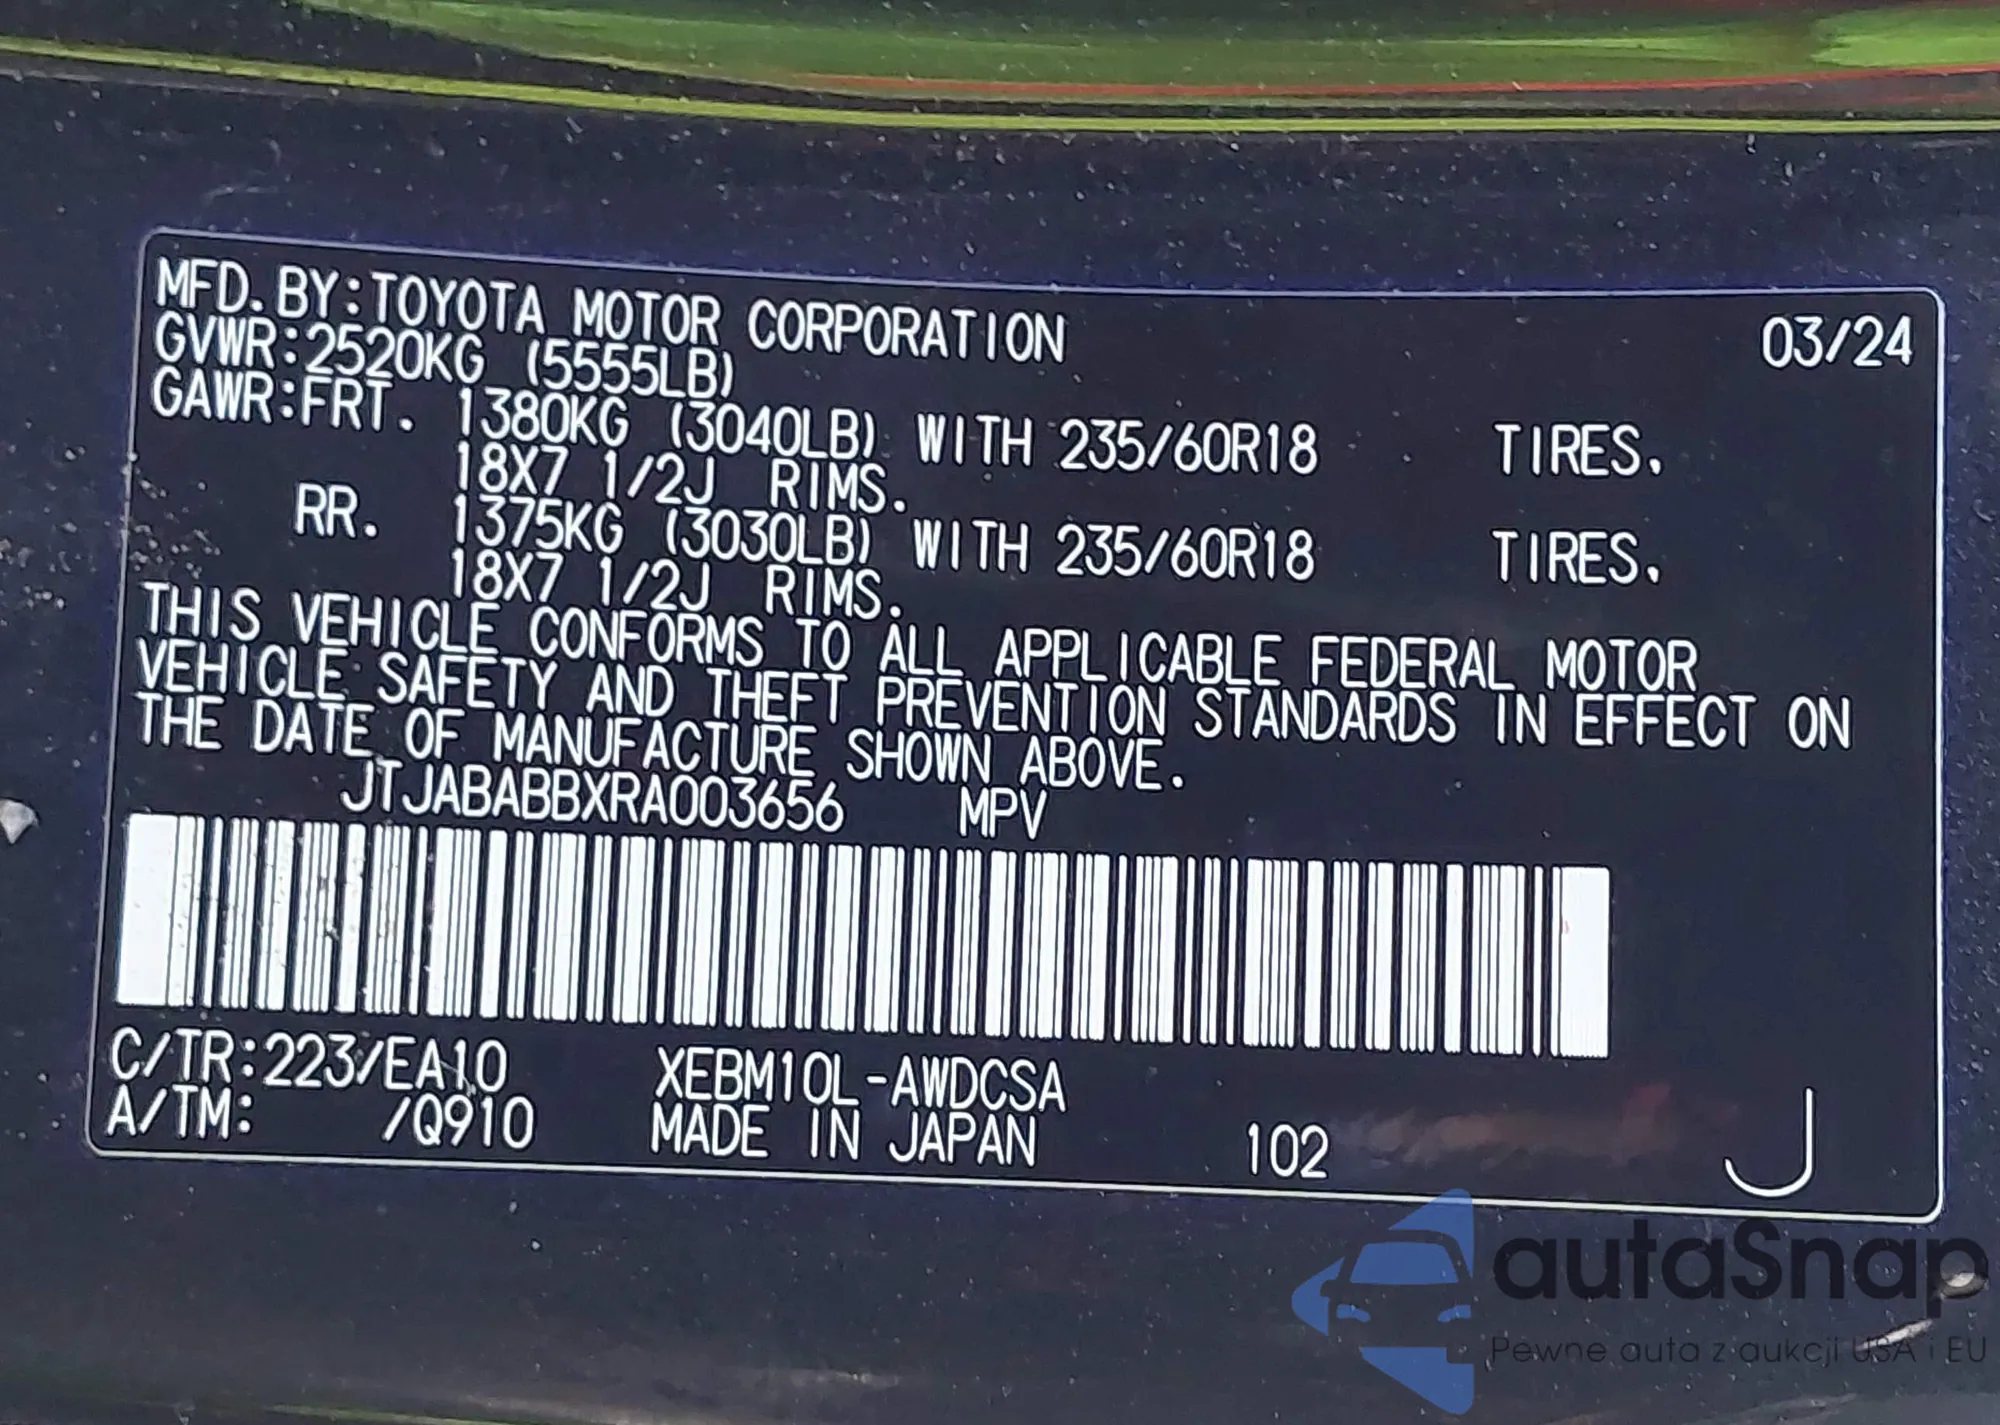 MFD.BY:TOYOTA MOTOR CORPORATION 03/24
GVWR:2520KG (5555LB)
GAWR:FRT. 1380KG (3040LB) WITH 235/60R18 TIRES.
18X7 1/2J RIMS.
RR. 1375KG (3030LB) WITH 235/60R18 TIRES.
18X7 1/2J RIMS.
THIS VEHICLE CONFORMS TO ALL APPLICABLE FEDERAL MOTOR
VEHICLE SAFETY AND THEFT PREVENTION STANDARDS IN EFFECT ON
THE DATE OF MANUFACTURE SHOWN ABOVE.
JTJABABBXRA003656 MPV
C/TR:223/EA10 XEBM10L-AWDCSA
A/TM: /Q910 MADE IN JAPAN 102 J
autaSnap
Pewne auta z aukcji USA i EU